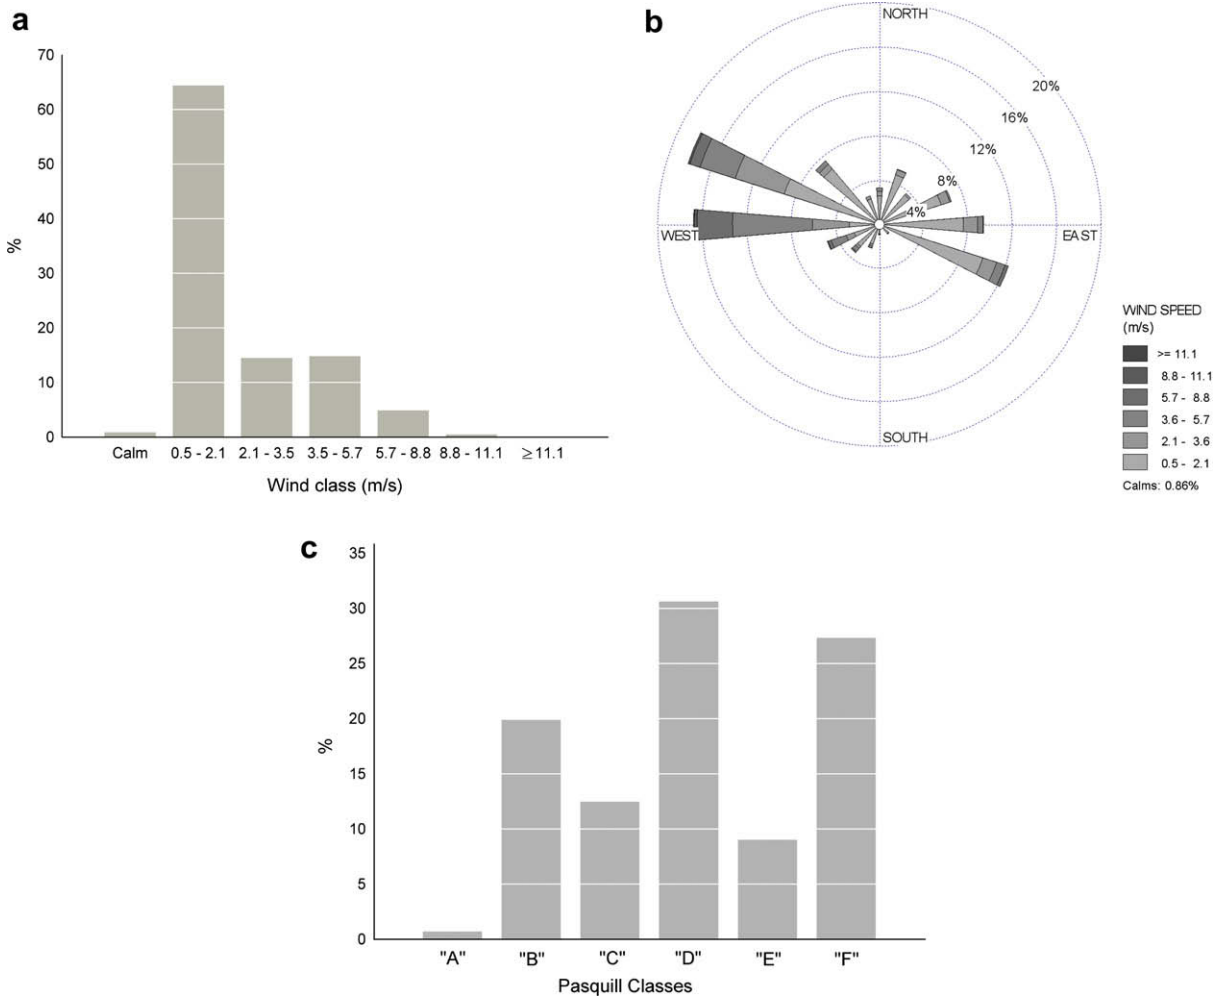 a
70
60
50
40
30
20
10
0
%
Calm 0.5 - 2.1 2.1 - 3.5 3.5 - 5.7 5.7 - 8.8 8.8 - 11.1 ≥ 11.1
Wind class (m/s)
b
NORTH
20%
16%
12%
8%
4%
WEST
EAST
SOUTH
WIND SPEED
(m/s)
>= 11.1
8.8 - 11.1
5.7 - 8.8
3.6 - 5.7
2.1 - 3.6
0.5 - 2.1
Calms: 0.86%
c
35
30
25
20
15
10
5
0
%
"A" "B" "C" "D" "E" "F"
Pasquill Classes